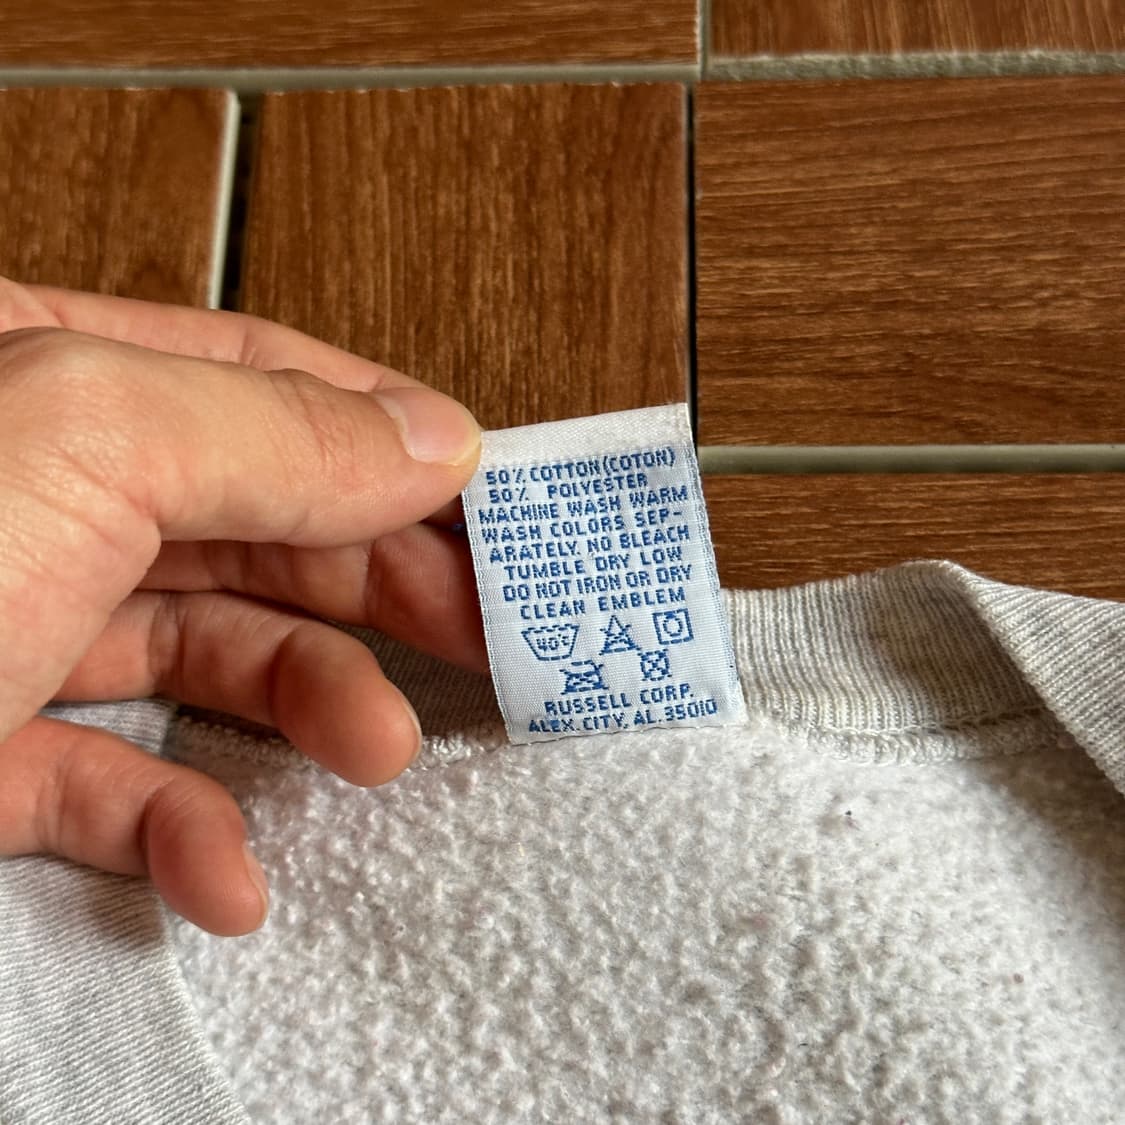 50% COTTON(COTON)
50% POLYESTER
MACHINE WASH WARM
WASH COLORS SEP-
ARATELY. NO BLEACH
TUMBLE DRY LOW
DO NOT IRON OR DRY
CLEAN EMBLEM
40°C
RUSSELL CORP.
ALEX. CITY, AL. 35010